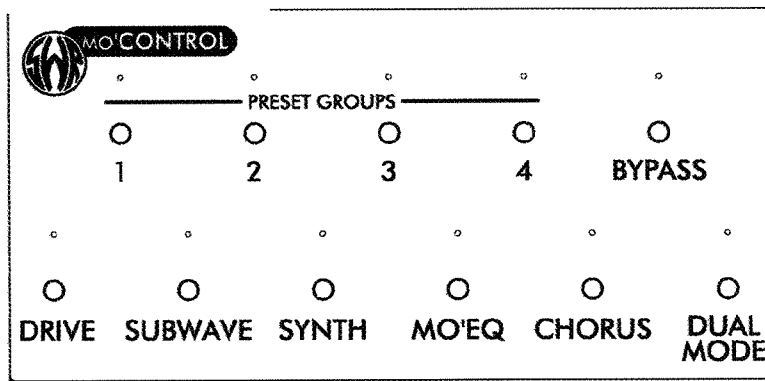 SWR MO'CONTROL
PRESET GROUPS
1 2 3 4 BYPASS
DRIVE SUBWAVE SYNTH MO'EQ CHORUS DUAL
MODE